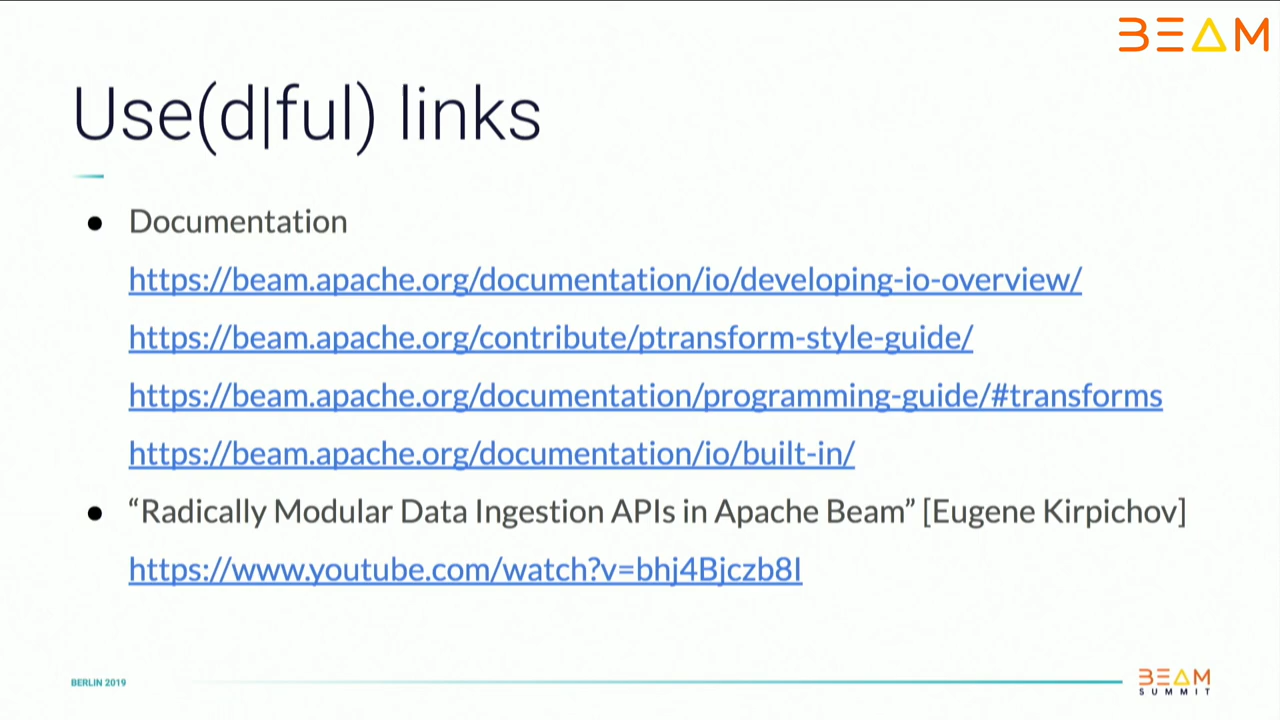 BEAM
Use(d|ful) links
● Documentation
https://beam.apache.org/documentation/io/developing-io-overview/
https://beam.apache.org/contribute/ptransform-style-guide/
https://beam.apache.org/documentation/programming-guide/#transforms
https://beam.apache.org/documentation/io/built-in/
● “Radically Modular Data Ingestion APIs in Apache Beam” [Eugene Kirpichov]
https://www.youtube.com/watch?v=bhj4Bjczb8I
BERLIN 2019
BEAM
SUMMIT